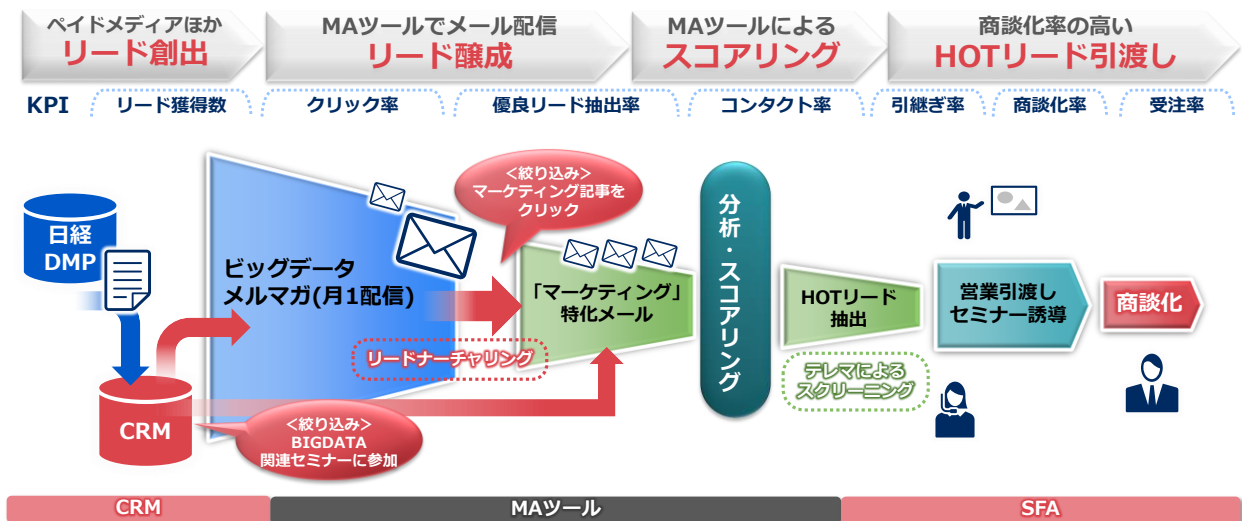 ペイドメディアほか
リード創出
MAツールでメール配信
リード醸成
MAツールによる
スコアリング
商談化率の高い
HOTリード引渡し
KPI
リード獲得数
クリック率
優良リード抽出率
コンタクト率
引継ぎ率
商談化率
受注率
日経
DMP
CRM
ビッグデータ
メルマガ(月1配信)
<絞り込み>
マーケティング記事を
クリック
「マーケティング」
特化メール
リードナーチャリング
<絞り込み>
BIGDATA
関連セミナーに参加
分析・スコアリング
HOTリード
抽出
テレマによる
スクリーニング
営業引渡し
セミナー誘導
商談化
CRM
MAツール
SFA